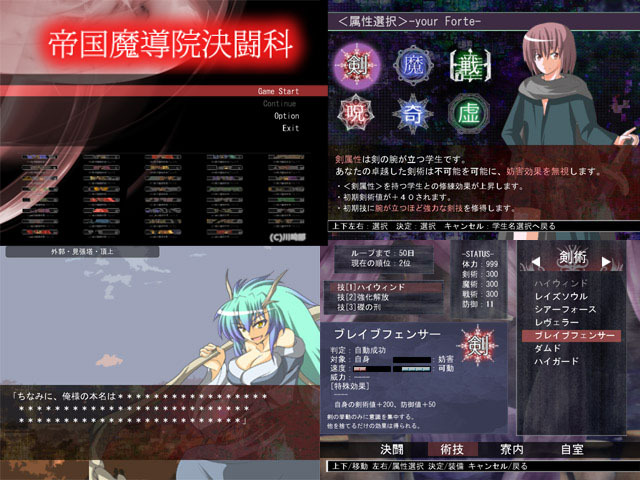 帝国魔導院決闘科
Game Start
Continue
Option
Exit
(C)川崎部
＜属性選択＞-your Forte-
剣
魔
戦
呪
奇
虚
剣属性は剣の腕が立つ学生です。
あなたの卓越した剣術は不可能を可能に、妨害効果を無視します。
・＜剣属性＞を持つ学生との修練効果が上昇します。
・初期剣術値が＋４０されます。
・初期技に腕が立つほど強力な剣技を修得します。
上下左右：選択　決定：選択　キャンセル：学生名選択へ戻る
外郭・見張塔・頂上
「ちなみに、俺様の本名は＊＊＊＊＊＊＊＊＊＊＊＊＊＊＊＊
＊＊＊＊＊＊＊＊＊＊＊＊＊＊＊＊＊＊＊＊＊＊＊＊
＊＊＊＊＊＊＊＊＊＊＊＊＊＊＊＊＊＊＊＊＊＊＊」
ループまで：50日
現在の順位：2位
技[1]ハイウィンド
技[2]強化解放
技[3]磔の刑
-STATUS-
体力：999
剣術：300
魔術：300
戦術：300
防御：11
剣術
ハイウィンド
レイズソウル
シアーフォース
レヴェラー
ブレイブフェンサー
ダムド
ハイガード
ブレイブフェンサー
剣
判定：自動成功
対象：自身
妨害
速度：
可動
威力：----
[特殊効果]
----
自身の剣術値+200、防御値+50
剣の挙動のみに意識を集中する。
他を捨てるだけの効果は得られる。
決闘
術技
寮内
自室
上下/移動 左右/属性選択 決定/装備 キャンセル/戻る